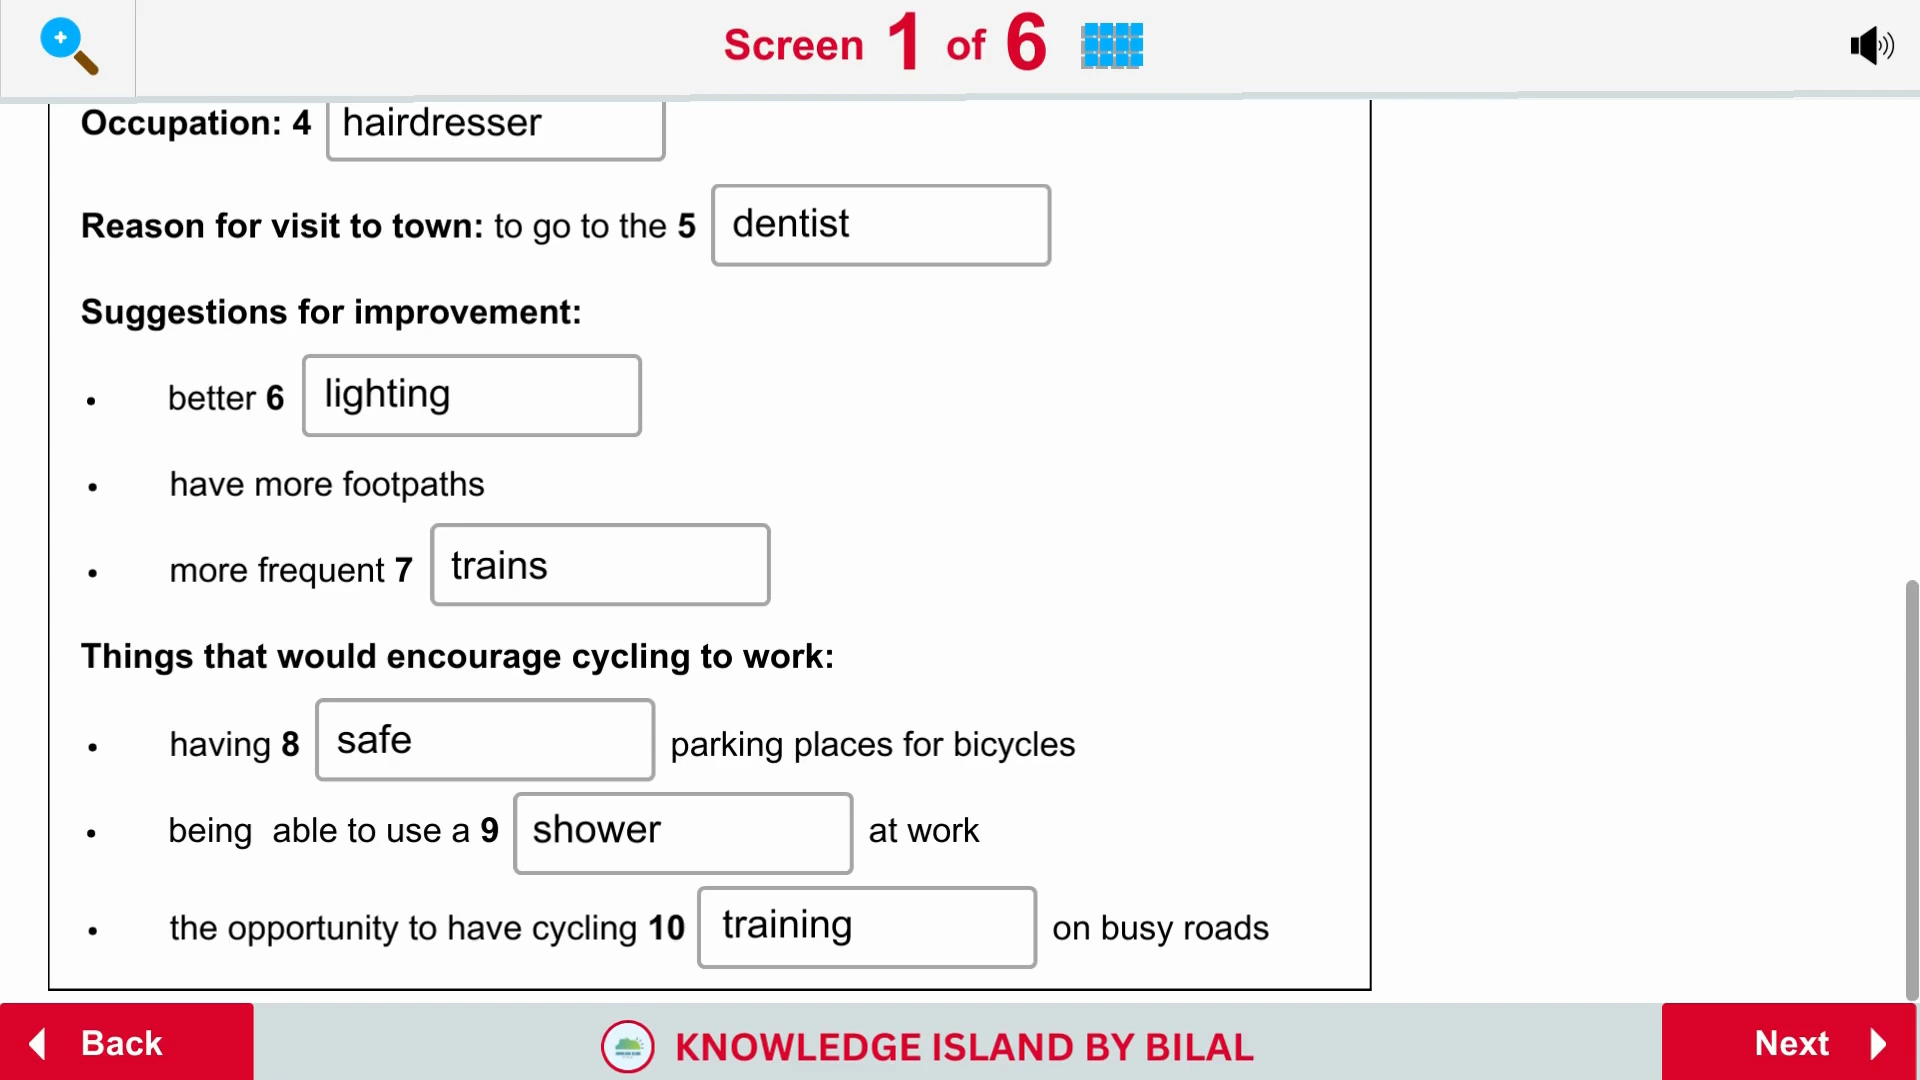 Screen 1 of 6
Occupation: 4 hairdresser
Reason for visit to town: to go to the 5 dentist
Suggestions for improvement:
• better 6 lighting
• have more footpaths
• more frequent 7 trains
Things that would encourage cycling to work:
• having 8 safe parking places for bicycles
• being able to use a 9 shower at work
• the opportunity to have cycling 10 training on busy roads
Back
KNOWLEDGE ISLAND BY BILAL
Next